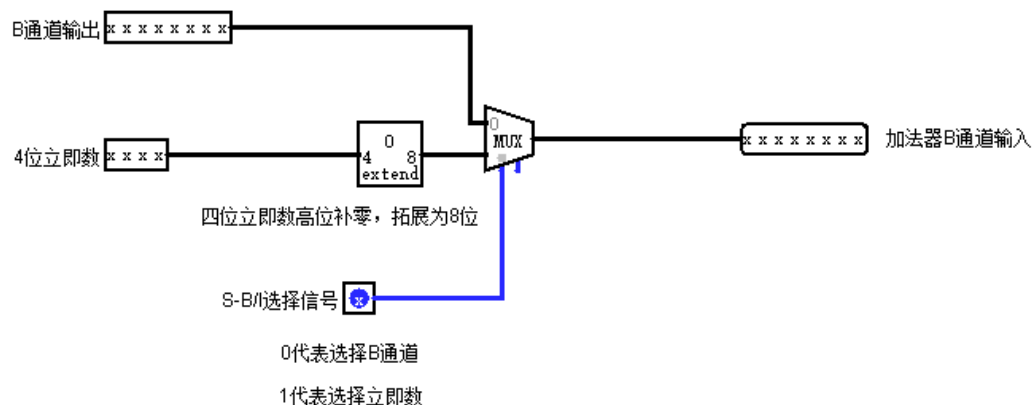 B通道输出 x x x x x x x x
0
MUX
x x x x x x x x 加法器B通道输入
4位立即数 x x x x
0
4 8
extend
四位立即数高位补零，拓展为8位
S-B/I选择信号 x
0代表选择B通道
1代表选择立即数